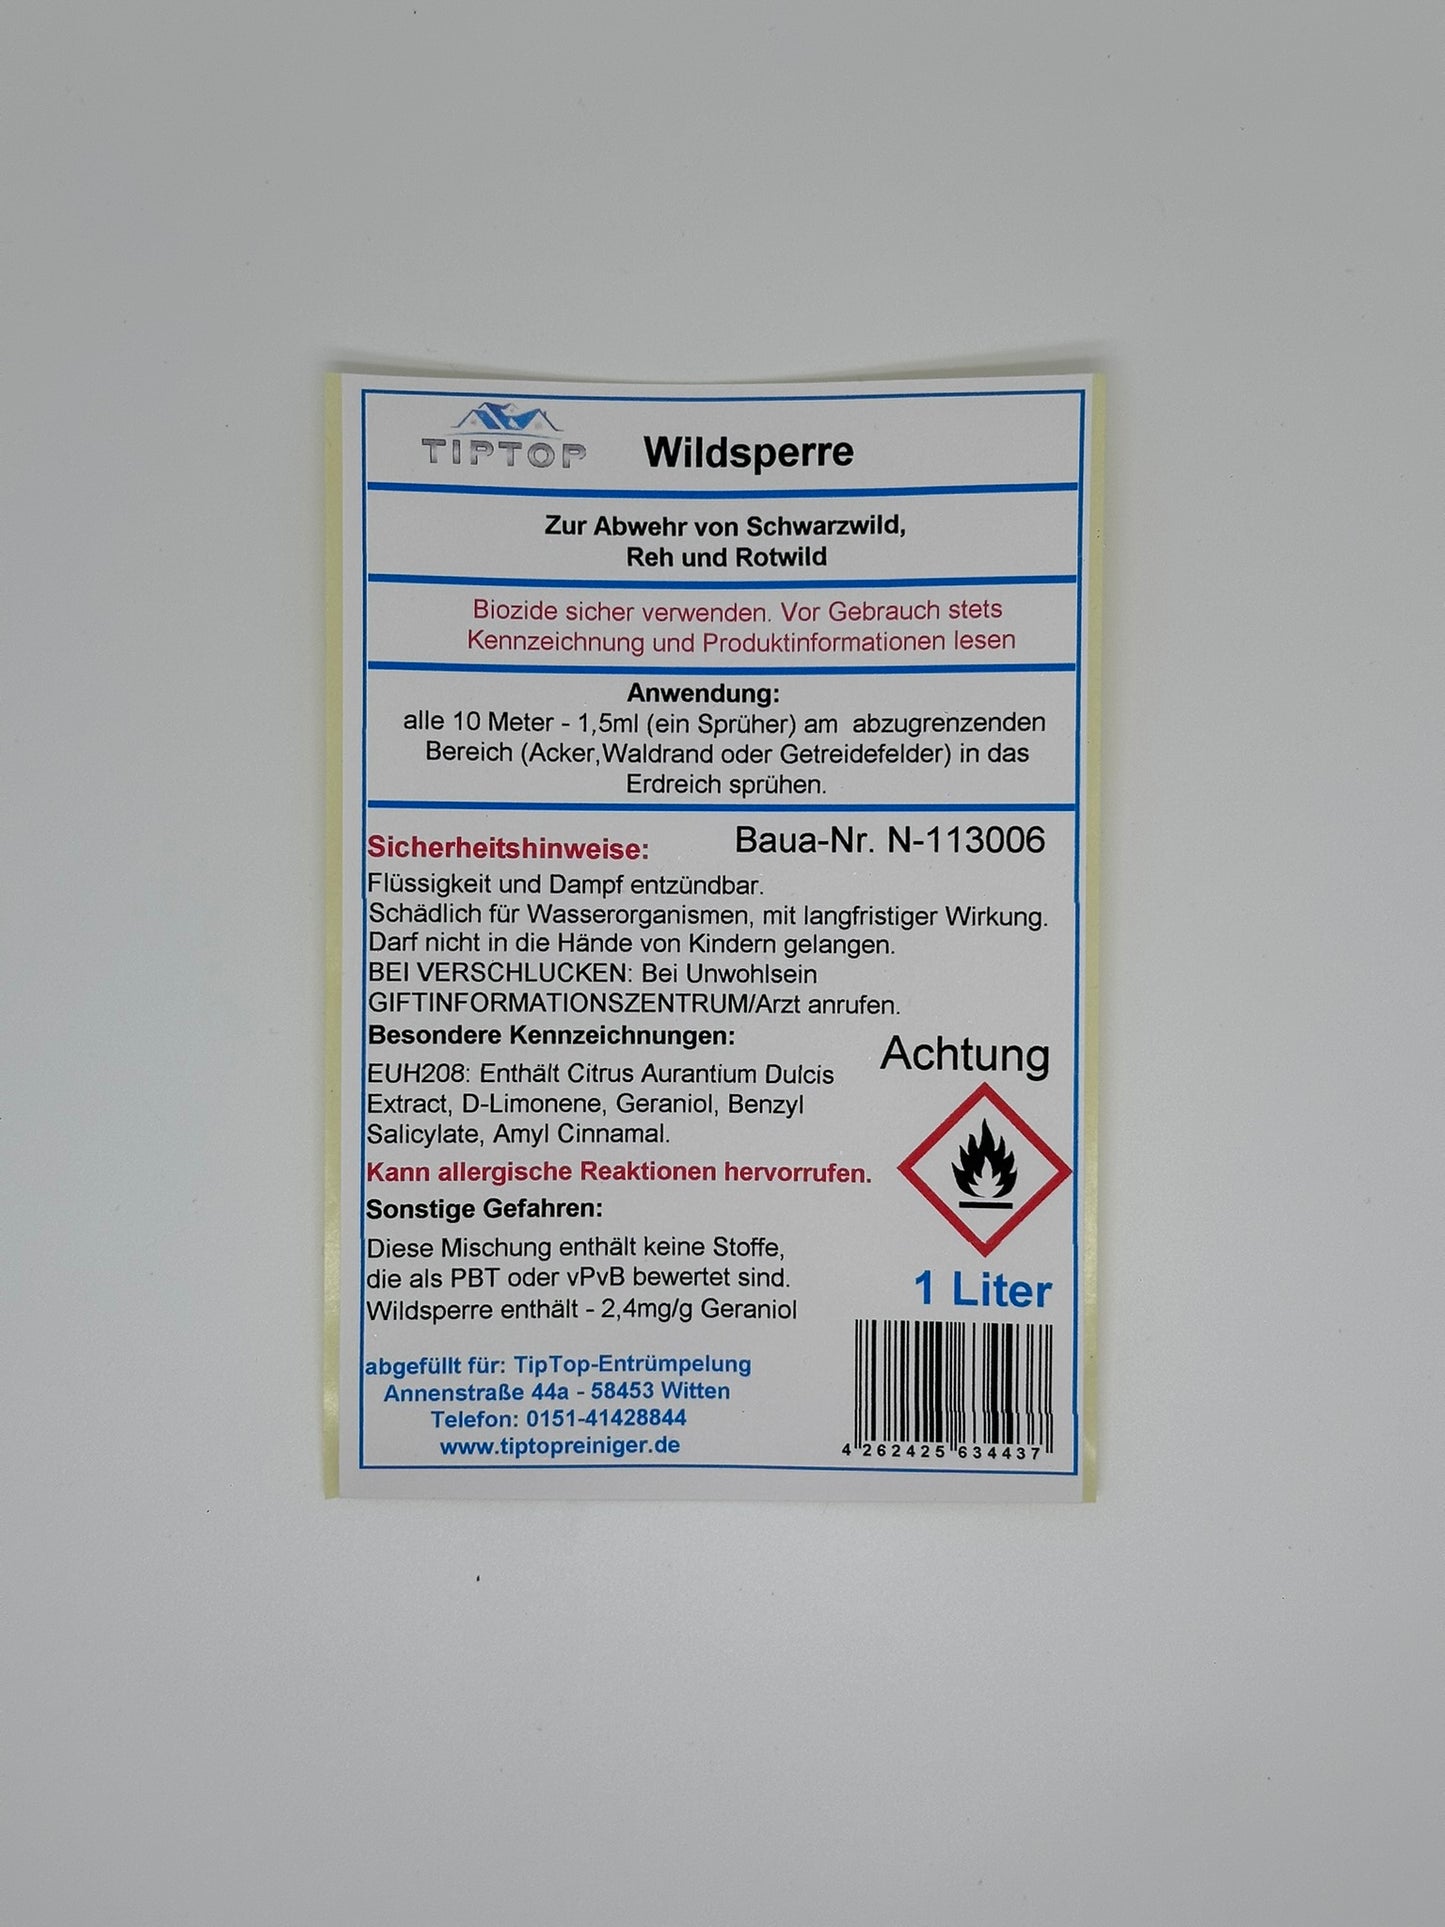 TIPTOP Wildsperre
Zur Abwehr von Schwarzwild,
Reh und Rotwild
Biozide sicher verwenden. Vor Gebrauch stets
Kennzeichnung und Produktinformationen lesen
Anwendung:
alle 10 Meter - 1,5ml (ein Sprüher) am abzugrenzenden
Bereich (Acker,Waldrand oder Getreidefelder) in das
Erdreich sprühen.
Sicherheitshinweise: Baua-Nr. N-113006
Flüssigkeit und Dampf entzündbar.
Schädlich für Wasserorganismen, mit langfristiger Wirkung.
Darf nicht in die Hände von Kindern gelangen.
BEI VERSCHLUCKEN: Bei Unwohlsein
GIFTINFORMATIONSZENTRUM/Arzt anrufen.
Besondere Kennzeichnungen:
EUH208: Enthält Citrus Aurantium Dulcis
Extract, D-Limonene, Geraniol, Benzyl
Salicylate, Amyl Cinnamal.
Kann allergische Reaktionen hervorrufen.
Sonstige Gefahren:
Diese Mischung enthält keine Stoffe,
die als PBT oder vPvB bewertet sind.
Wildsperre enthält - 2,4mg/g Geraniol
Achtung
1 Liter
abgefüllt für: TipTop-Entrümpelung
Annenstraße 44a - 58453 Witten
Telefon: 0151-41428844
www.tiptopreiniger.de
4 262425 634437